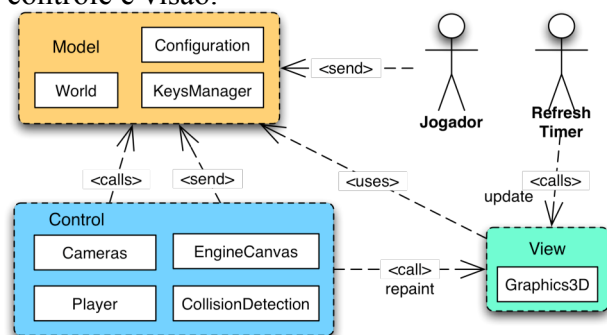 controle e visão.
Model
Configuration
World
KeysManager
<send>
Jogador
Refresh
Timer
<calls>
<send>
<uses>
<calls>
update
Control
Cameras
EngineCanvas
Player
CollisionDetection
<call>
repaint
View
Graphics3D